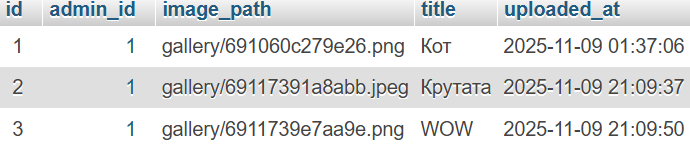 id admin_id image_path title uploaded_at
1 1 gallery/691060c279e26.png Кот 2025-11-09 01:37:06
2 1 gallery/69117391a8abb.jpeg Крутата 2025-11-09 21:09:37
3 1 gallery/6911739e7aa9e.png WOW 2025-11-09 21:09:50